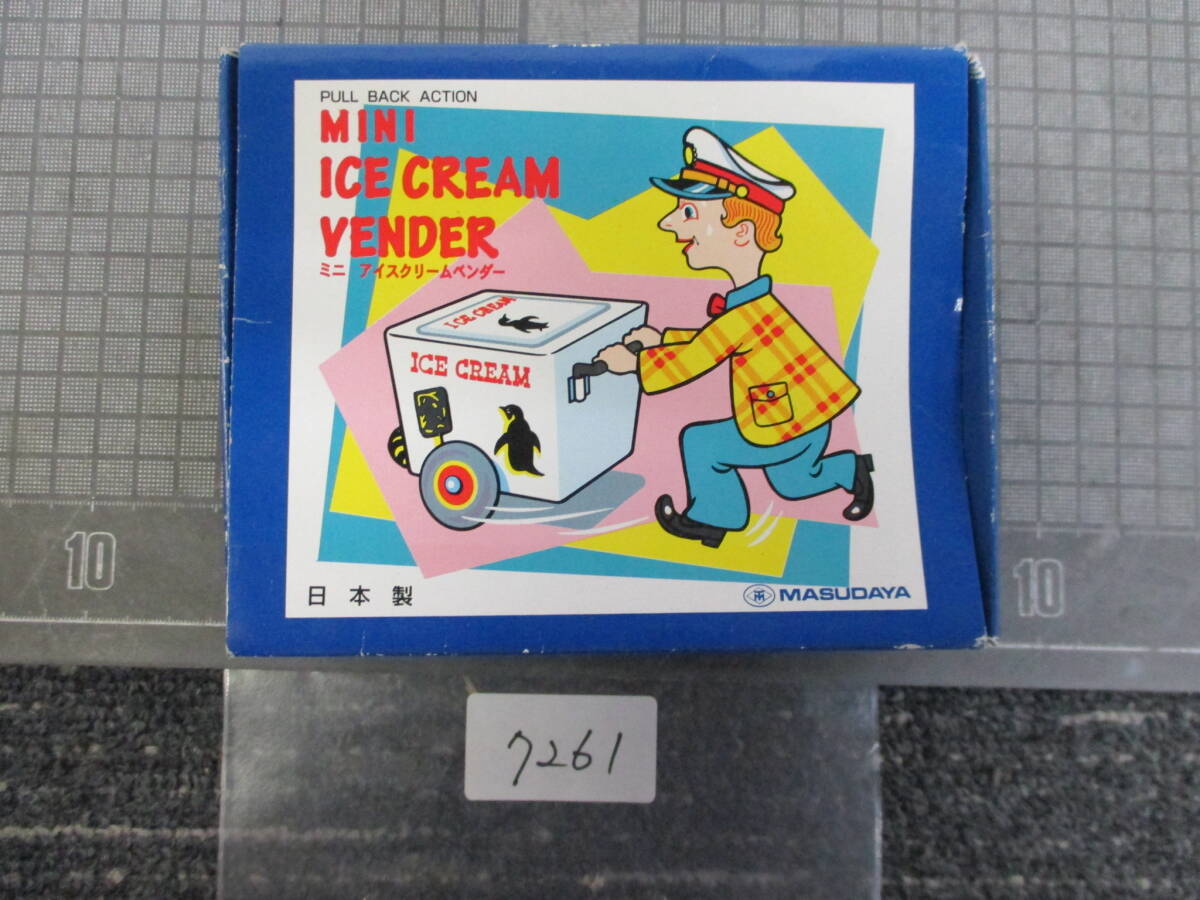 PULL BACK ACTION
MINI
ICE CREAM
VENDER
ミニ アイスクリームベンダー
ICE CREAM
ICE CREAM
日本製
TM MASUDAYA
10
10
7261